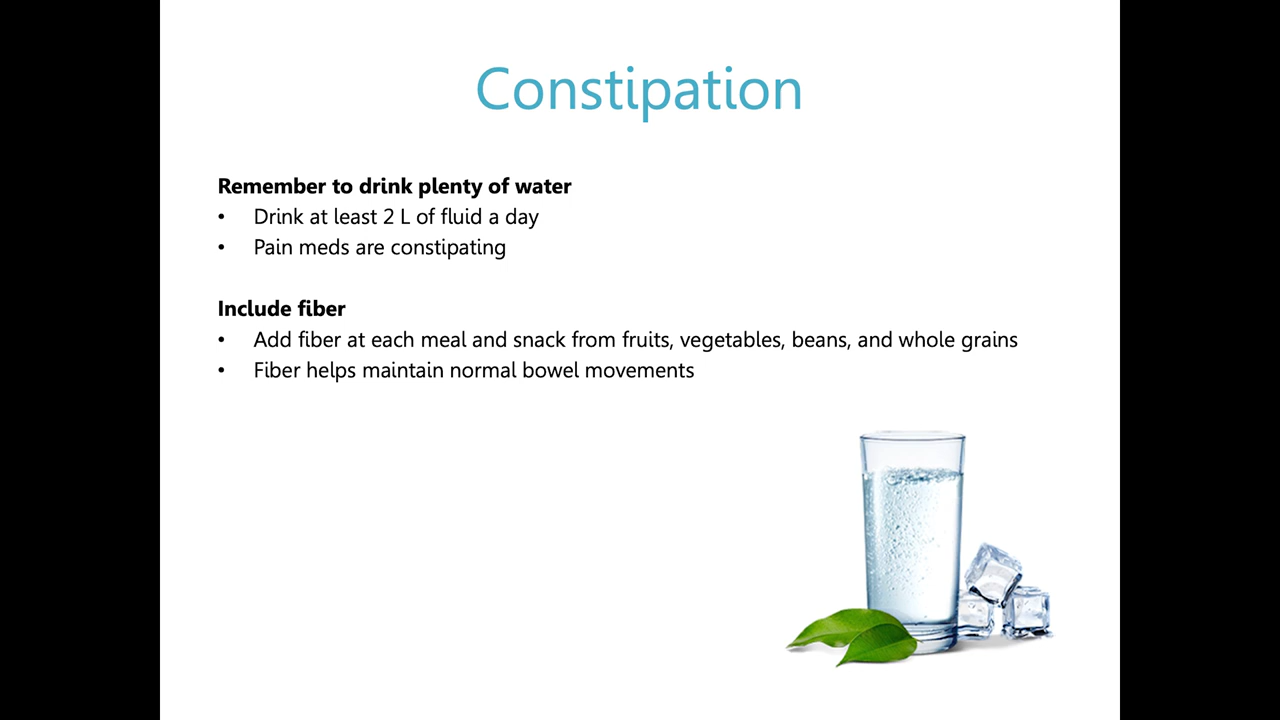 Constipation
Remember to drink plenty of water
• Drink at least 2 L of fluid a day
• Pain meds are constipating
Include fiber
• Add fiber at each meal and snack from fruits, vegetables, beans, and whole grains
• Fiber helps maintain normal bowel movements